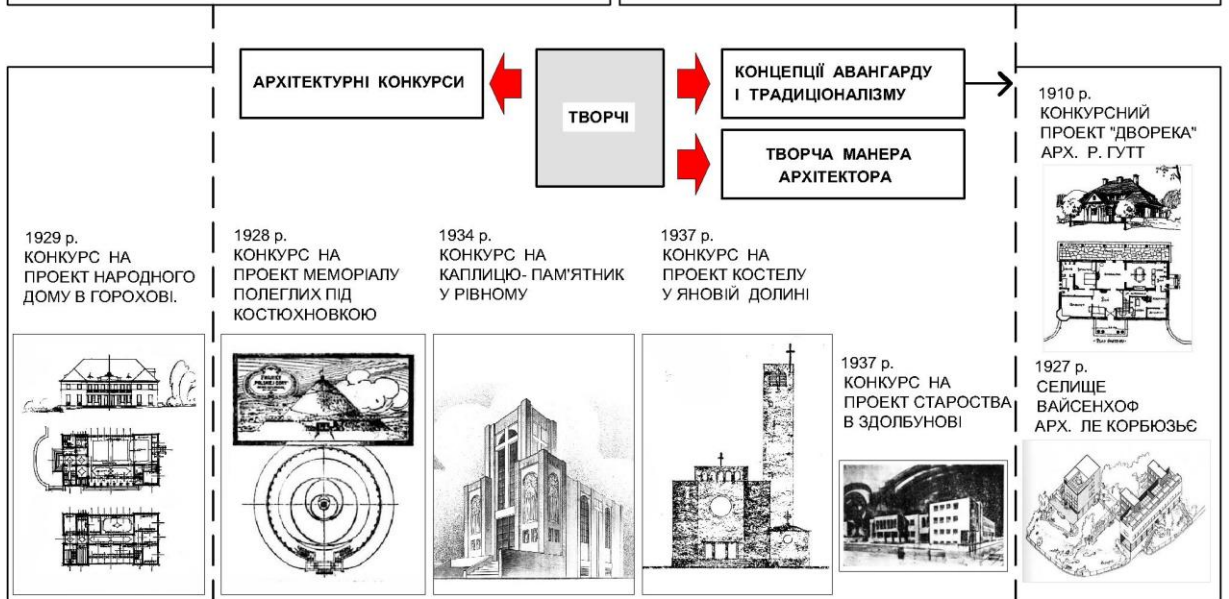 АРХІТЕКТУРНІ КОНКУРСИ
ТВОРЧІ
КОНЦЕПЦІЇ АВАНГАРДУ
І ТРАДИЦІОНАЛІЗМУ
ТВОРЧА МАНЕРА
АРХІТЕКТОРА
1910 р.
КОНКУРСНИЙ
ПРОЕКТ "ДВОРЕКА"
АРХ. Р. ГУТТ
1929 р.
КОНКУРС НА
ПРОЕКТ НАРОДНОГО
ДОМУ В ГОРОХОВІ.
1928 р.
КОНКУРС НА
ПРОЕКТ МЕМОРІАЛУ
ПОЛЕГЛИХ ПІД
КОСТЮХНОВКОЮ
1934 р.
КОНКУРС НА
КАПЛИЦЮ- ПАМ'ЯТНИК
У РІВНОМУ
1937 р.
КОНКУРС НА
ПРОЕКТ КОСТЕЛУ
У ЯНОВІЙ ДОЛИНІ
1937 р.
КОНКУРС НА
ПРОЕКТ СТАРОСТВА
В ЗДОЛБУНОВІ
1927 р.
СЕЛИЩЕ
ВАЙСЕНХОФ
АРХ. ЛЕ КОРБЮЗЬЄ